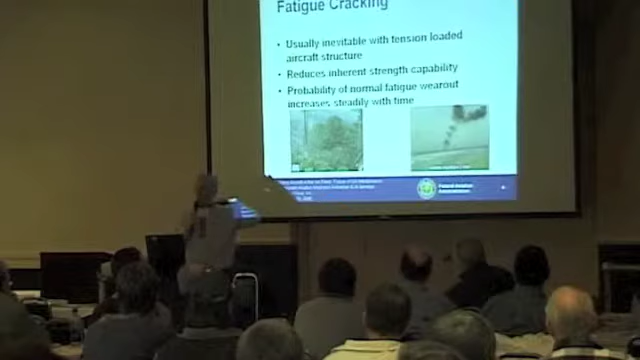 Fatigue Cracking
• Usually inevitable with tension loaded
aircraft structure
• Reduces inherent strength capability
• Probability of normal fatigue wearout
increases steadily with time
Federal Aviation
Administration